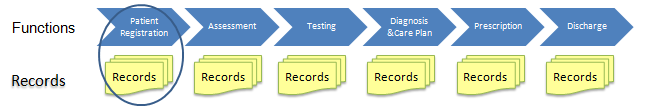 Functions
Patient
Registration
Assessment
Testing
Diagnosis
&Care Plan
Prescription
Discharge
Records
Records
Records
Records
Records
Records
Records